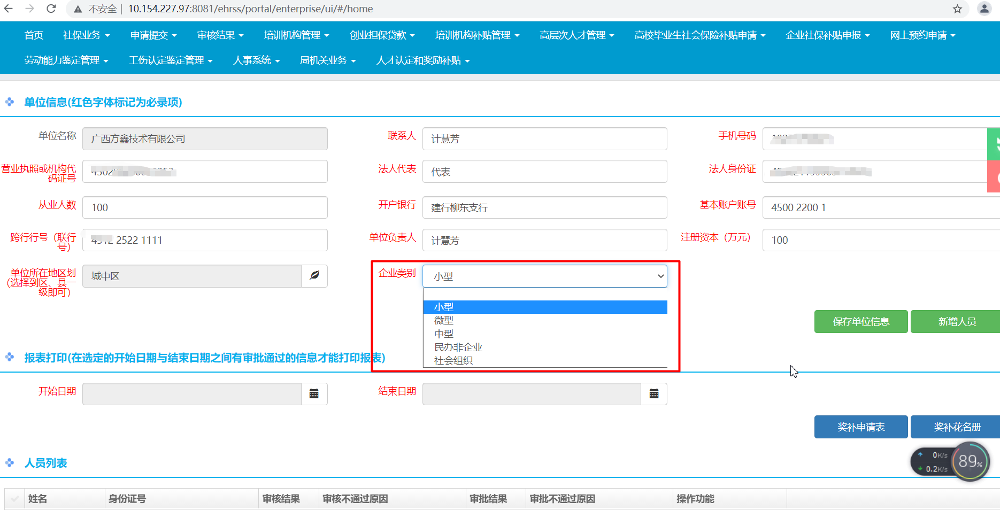 不安全 | 10.154.227.97:8081/ehrss/portal/enterprise/ui/#/home
首页 社保业务 申请提交 审核结果 培训机构管理 创业担保贷款 培训机构补贴管理 高层次人才管理 高校毕业生社会保险补贴申请 企业社保补贴申报 网上预约申请
劳动能力鉴定管理 工伤认定鉴定管理 人事系统 局机关业务 人才认定和奖励补贴
单位信息(红色字体标记为必录项)
单位名称 广西方鑫技术有限公司 联系人 计慧芳 手机号码
营业执照或机构代
码证号 法人代表 代表 法人身份证
从业人数 100 开户银行 建行柳东支行 基本账户账号 4500 2200 1
跨行行号（联行
号） 2522 1111 单位负责人 计慧芳 注册资本（万元） 100
单位所在地区划
(选择到区、县一
级即可） 城中区 企业类别 小型
小型
微型
中型
民办非企业
社会组织
保存单位信息 新增人员
报表打印(在选定的开始日期与结束日期之间有审批通过的信息才能打印报表)
开始日期 结束日期
奖补申请表 奖补花名册
0K/s
0.2K/s
89%
人员列表
姓名 身份证号 审核结果 审核不通过原因 审批结果 审批不通过原因 操作功能